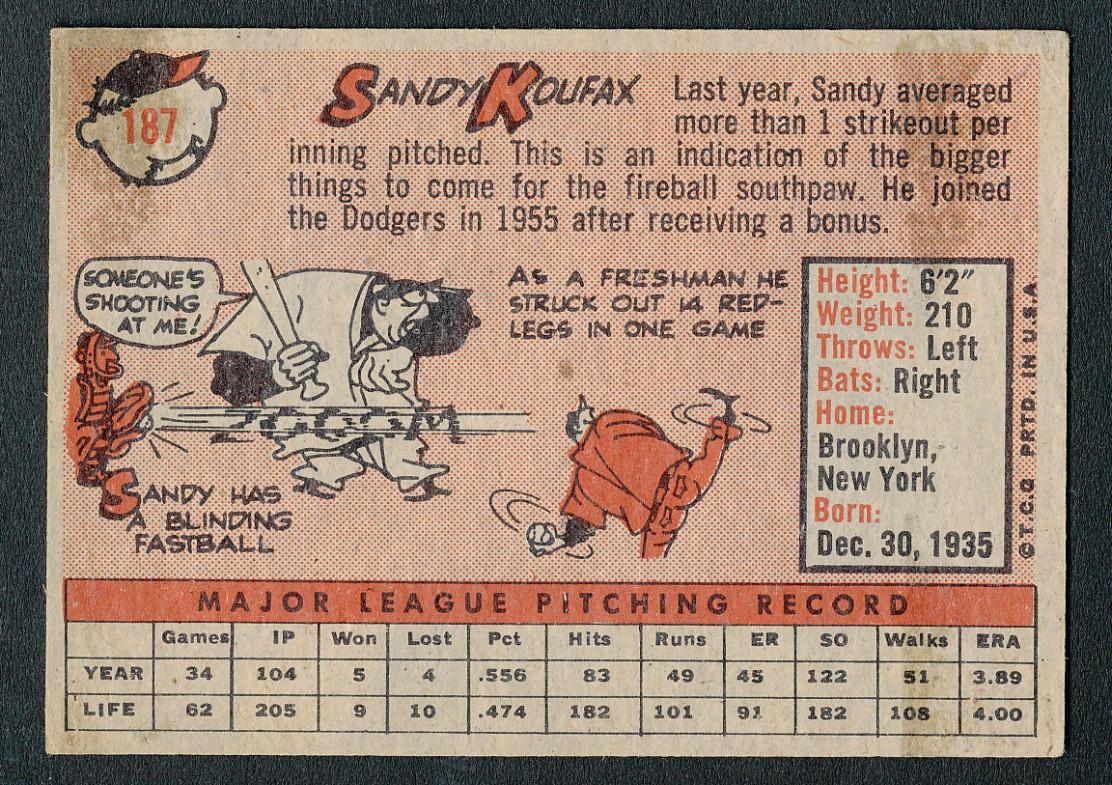 187
SANDY KOUFAX
Last year, Sandy averaged
more than 1 strikeout per
inning pitched. This is an indication of the bigger
things to come for the fireball southpaw. He joined
the Dodgers in 1955 after receiving a bonus.
SOMEONE'S
SHOOTING
AT ME!
SANDY HAS
A BLINDING
FASTBALL
AS A FRESHMAN HE
STRUCK OUT 14 RED-
LEGS IN ONE GAME
Height: 6'2"
Weight: 210
Throws: Left
Bats: Right
Home:
Brooklyn,
New York
Born:
Dec. 30, 1935
© T.C.G. PRTD. IN U.S.A.
MAJOR LEAGUE PITCHING RECORD
Games IP Won Lost Pct Hits Runs ER SO Walks ERA
YEAR 34 104 5 4 .556 83 49 45 122 51 3.89
LIFE 62 205 9 10 .474 182 101 91 182 108 4.00